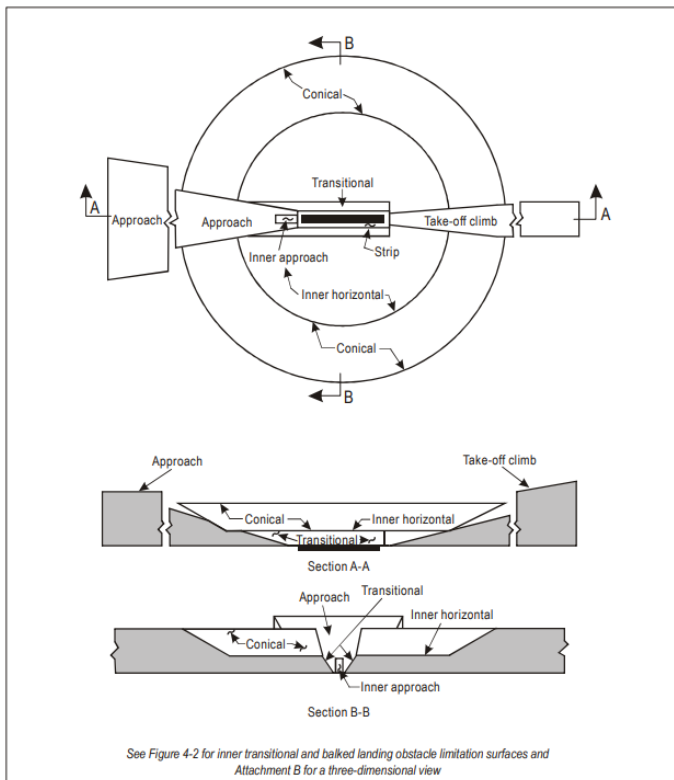 B
Conical
Transitional
A
A
Approach
Approach
Take-off climb
Strip
Inner approach
Inner horizontal
Conical
B
Approach
Take-off climb
Conical
Inner horizontal
Transitional
Section A-A
Transitional
Approach
Inner horizontal
Conical
Inner approach
Section B-B
See Figure 4-2 for inner transitional and balked landing obstacle limitation surfaces and
Attachment B for a three-dimensional view